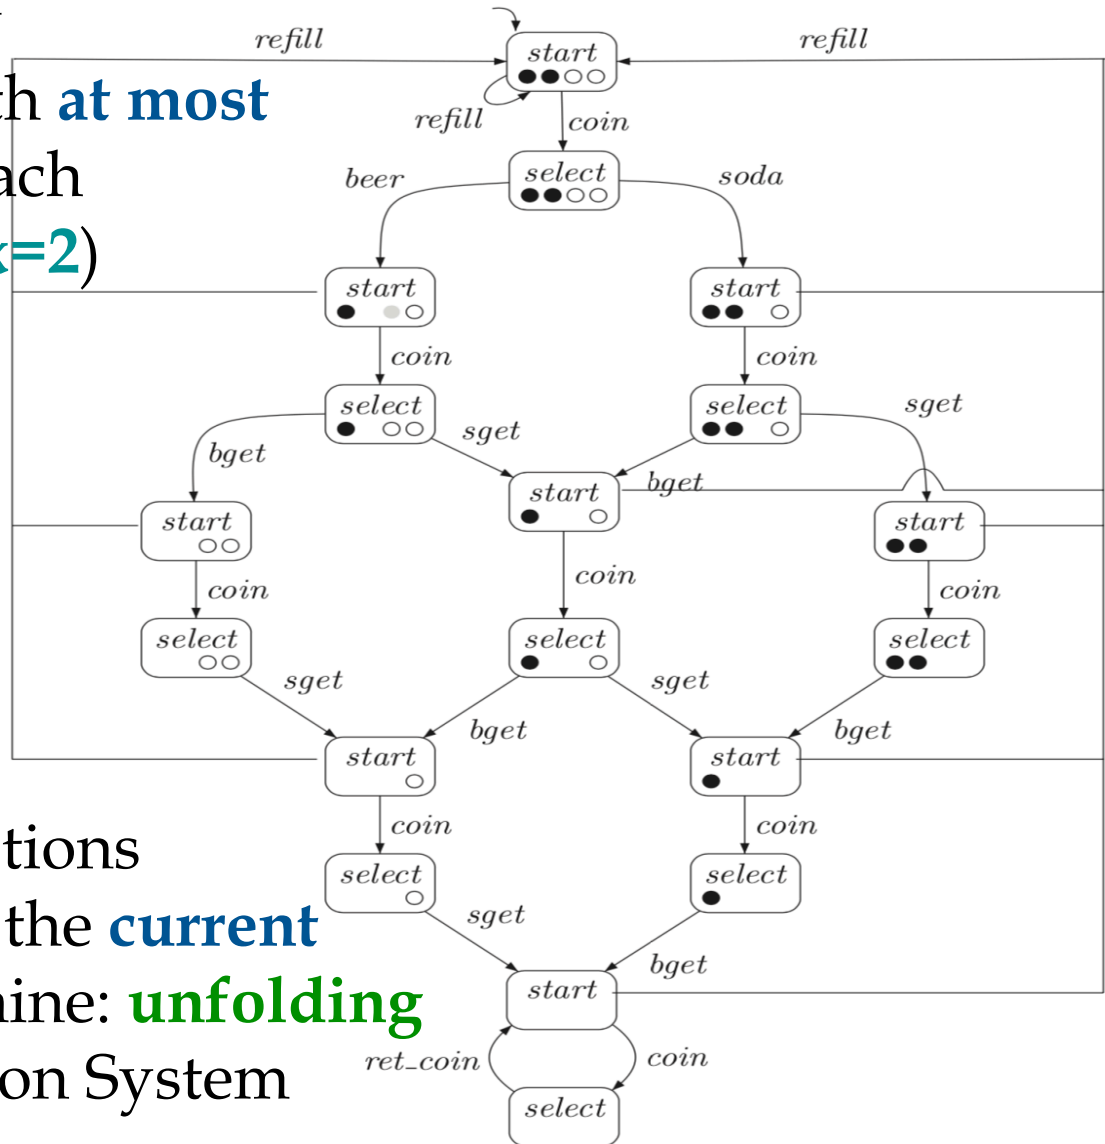 refill
refill
start
th at most
refill
coin
ach
select
beer
soda
x=2)
start
start
coin
coin
select
select
sget
sget
bget
bget
start
start
start
coin
coin
coin
select
select
select
sget
sget
bget
bget
start
start
coin
coin
tions
select
select
the current
sget
bget
start
nine: unfolding
ret_coin
coin
on System
select